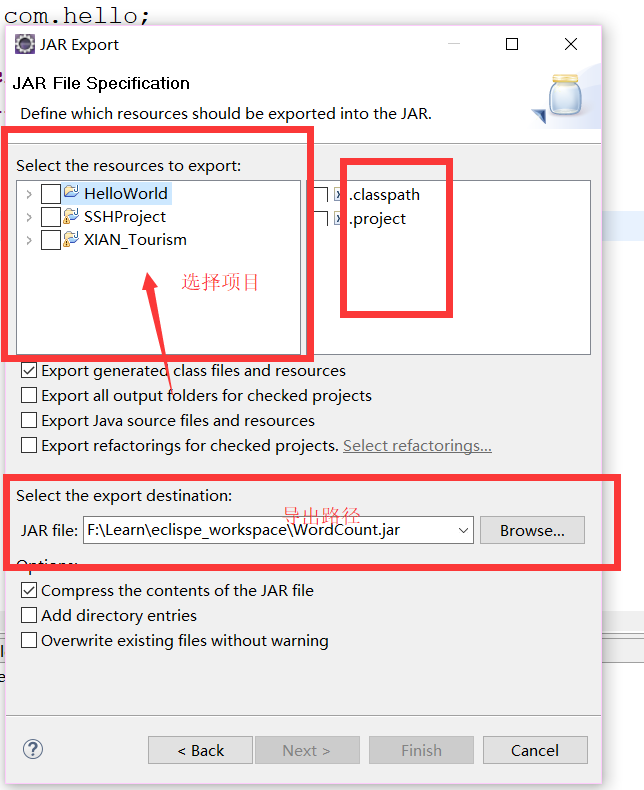 com.hello;
JAR Export
JAR File Specification
Define which resources should be exported into the JAR.
Select the resources to export:
HelloWorld
SSHProject
XIAN_Tourism
选择项目
.classpath
.project
Export generated class files and resources
Export all output folders for checked projects
Export Java source files and resources
Export refactorings for checked projects. Select refactorings...
Select the export destination:
导出路径
JAR file: F:\Learn\eclispe_workspace\WordCount.jar Browse...
Options:
Compress the contents of the JAR file
Add directory entries
Overwrite existing files without warning
< Back Next > Finish Cancel